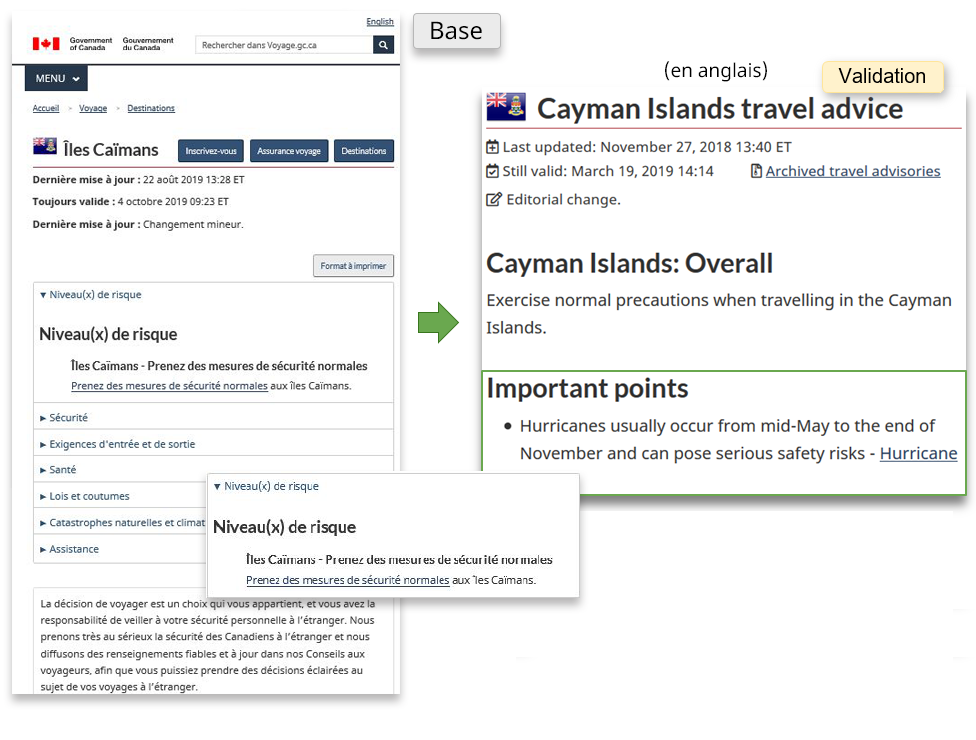 English
Base
Government of Canada
Gouvernement du Canada
Rechercher dans Voyage.gc.ca
MENU
Accueil
Voyage
Destinations
Îles Caïmans
Inscrivez-vous
Assurance voyage
Destinations
Dernière mise à jour : 22 août 2019 13:28 ET
Toujours valide : 4 octobre 2019 09:23 ET
Dernière mise à jour : Changement mineur.
Format à imprimer
▼ Niveau(x) de risque
Niveau(x) de risque
Îles Caïmans - Prenez des mesures de sécurité normales
Prenez des mesures de sécurité normales aux îles Caïmans.
► Sécurité
► Exigences d'entrée et de sortie
► Santé
► Lois et coutumes
► Catastrophes naturelles et climat
► Assistance
La décision de voyager est un choix qui vous appartient, et vous avez la
responsabilité de veiller à votre sécurité personnelle à l'étranger. Nous
prenons très au sérieux la sécurité des Canadiens à l'étranger et nous
diffusons des renseignements fiables et à jour dans nos Conseils aux
voyageurs, afin que vous puissiez prendre des décisions éclairées au
sujet de vos voyages à l'étranger.
▼ Niveau(x) de risque
Niveau(x) de risque
Îles Caïmans - Prenez des mesures de sécurité normales
Prenez des mesures de sécurité normales aux îles Caïmans.
(en anglais)
Validation
Cayman Islands travel advice
Last updated: November 27, 2018 13:40 ET
Still valid: March 19, 2019 14:14
Archived travel advisories
Editorial change.
Cayman Islands: Overall
Exercise normal precautions when travelling in the Cayman
Islands.
Important points
• Hurricanes usually occur from mid-May to the end of
November and can pose serious safety risks - Hurricane